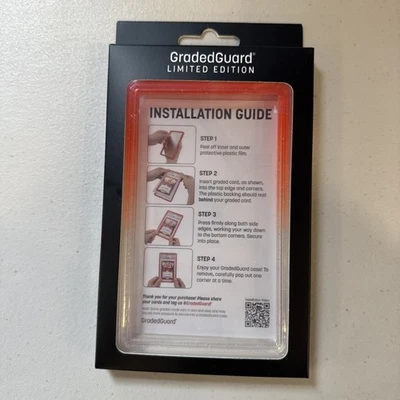 GradedGuard®
LIMITED EDITION
INSTALLATION GUIDE
STEP 1
Peel off inner and outer
protective plastic film.
STEP 2
Insert graded card, as shown,
into the top edge and corners.
The plastic backing should rest
behind your graded card.
STEP 3
Press firmly along both side
edges, working your way down
to the bottom corners. Secure
into place.
STEP 4
Enjoy your GradedGuard case! To
remove, carefully pop out one
corner at a time.
Thank you for your purchase! Please share
your cards and tag us #GradedGuard!
GradedGuard®